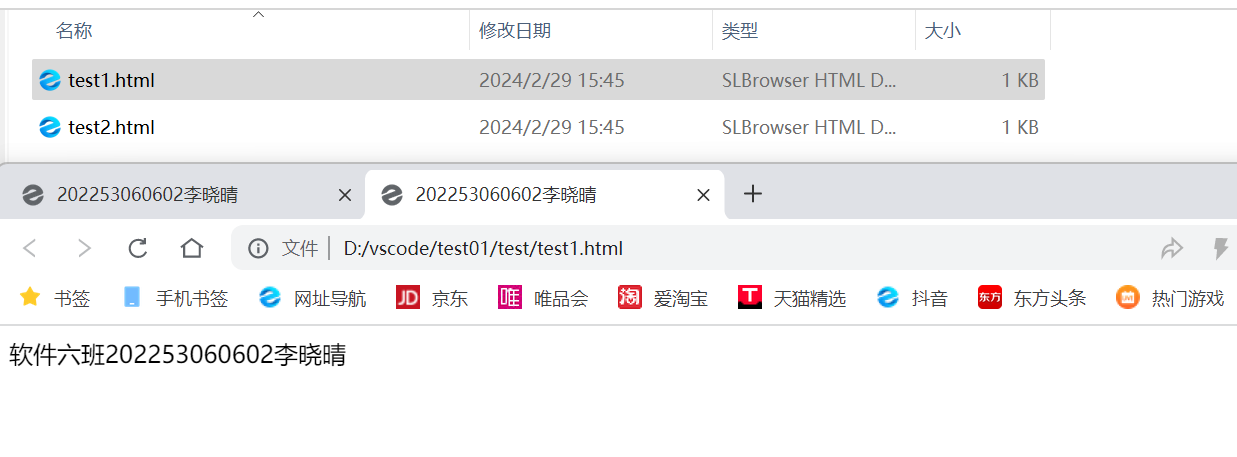 名称 修改日期 类型 大小
test1.html 2024/2/29 15:45 SLBrowser HTML D... 1 KB
test2.html 2024/2/29 15:45 SLBrowser HTML D... 1 KB
202253060602李晓晴 202253060602李晓晴
文件 D:/vscode/test01/test/test1.html
书签 手机书签 网址导航 JD 京东 唯 唯品会 淘 爱淘宝 T 天猫精选 抖音 东方 东方头条 LIVE 热门游戏
软件六班202253060602李晓晴